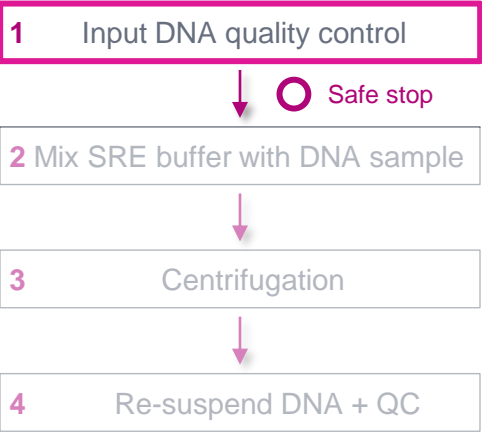 1 Input DNA quality control
Safe stop
2 Mix SRE buffer with DNA sample
3 Centrifugation
4 Re-suspend DNA + QC